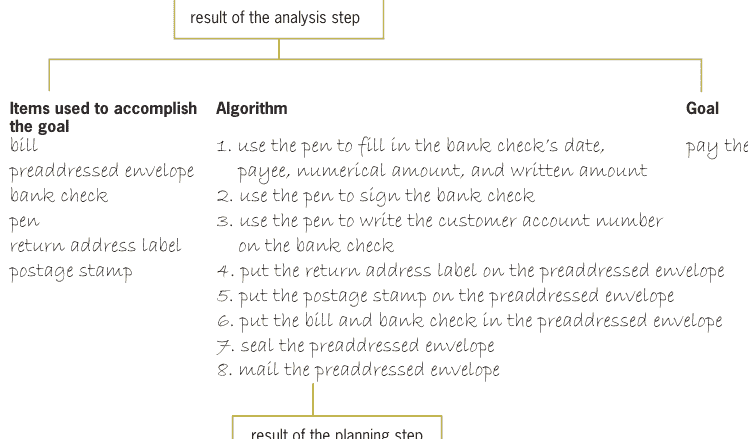 result of the analysis step
Items used to accomplish
the goal
bill
preaddressed envelope
bank check
pen
return address label
postage stamp
Algorithm
1. use the pen to fill in the bank check's date,
payee, numerical amount, and written amount
2. use the pen to sign the bank check
3. use the pen to write the customer account number
on the bank check
4. put the return address label on the preaddressed envelope
5. put the postage stamp on the preaddressed envelope
6. put the bill and bank check in the preaddressed envelope
7. seal the preaddressed envelope
8. mail the preaddressed envelope
Goal
pay the
result of the planning step